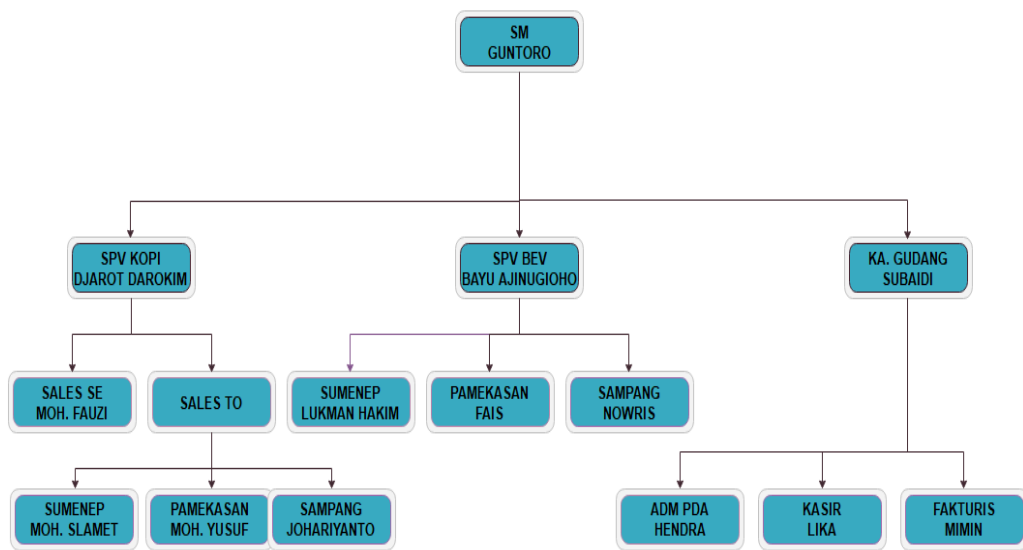 SM
GUNTORO
SPV KOPI
DJAROT DAROKIM
SPV BEV
BAYU AJINUGIOHO
KA. GUDANG
SUBAIDI
SALES SE
MOH. FAUZI
SALES TO
SUMENEP
LUKMAN HAKIM
PAMEKASAN
FAIS
SAMPANG
NOWRIS
SUMENEP
MOH. SLAMET
PAMEKASAN
MOH. YUSUF
SAMPANG
JOHARIYANTO
ADM PDA
HENDRA
KASIR
LIKA
FAKTURIS
MIMIN